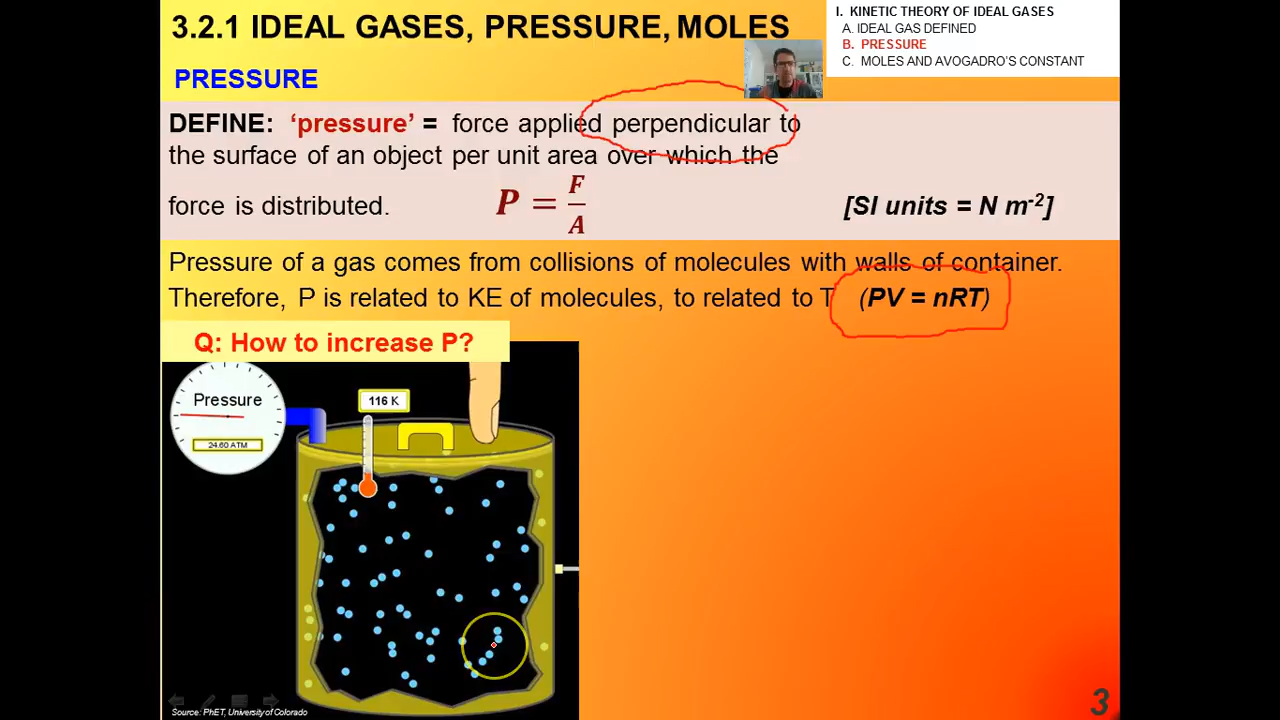 3.2.1 IDEAL GASES, PRESSURE, MOLES
I. KINETIC THEORY OF IDEAL GASES
A. IDEAL GAS DEFINED
B. PRESSURE
C. MOLES AND AVOGADRO'S CONSTANT
PRESSURE
DEFINE: 'pressure' = force applied perpendicular to
the surface of an object per unit area over which the
force is distributed. P = F/A [SI units = N m⁻²]
Pressure of a gas comes from collisions of molecules with walls of container.
Therefore, P is related to KE of molecules, to related to T (PV = nRT)
Q: How to increase P?
Pressure
24.60 ATM
116 K
Source: PhET, University of Colorado
3